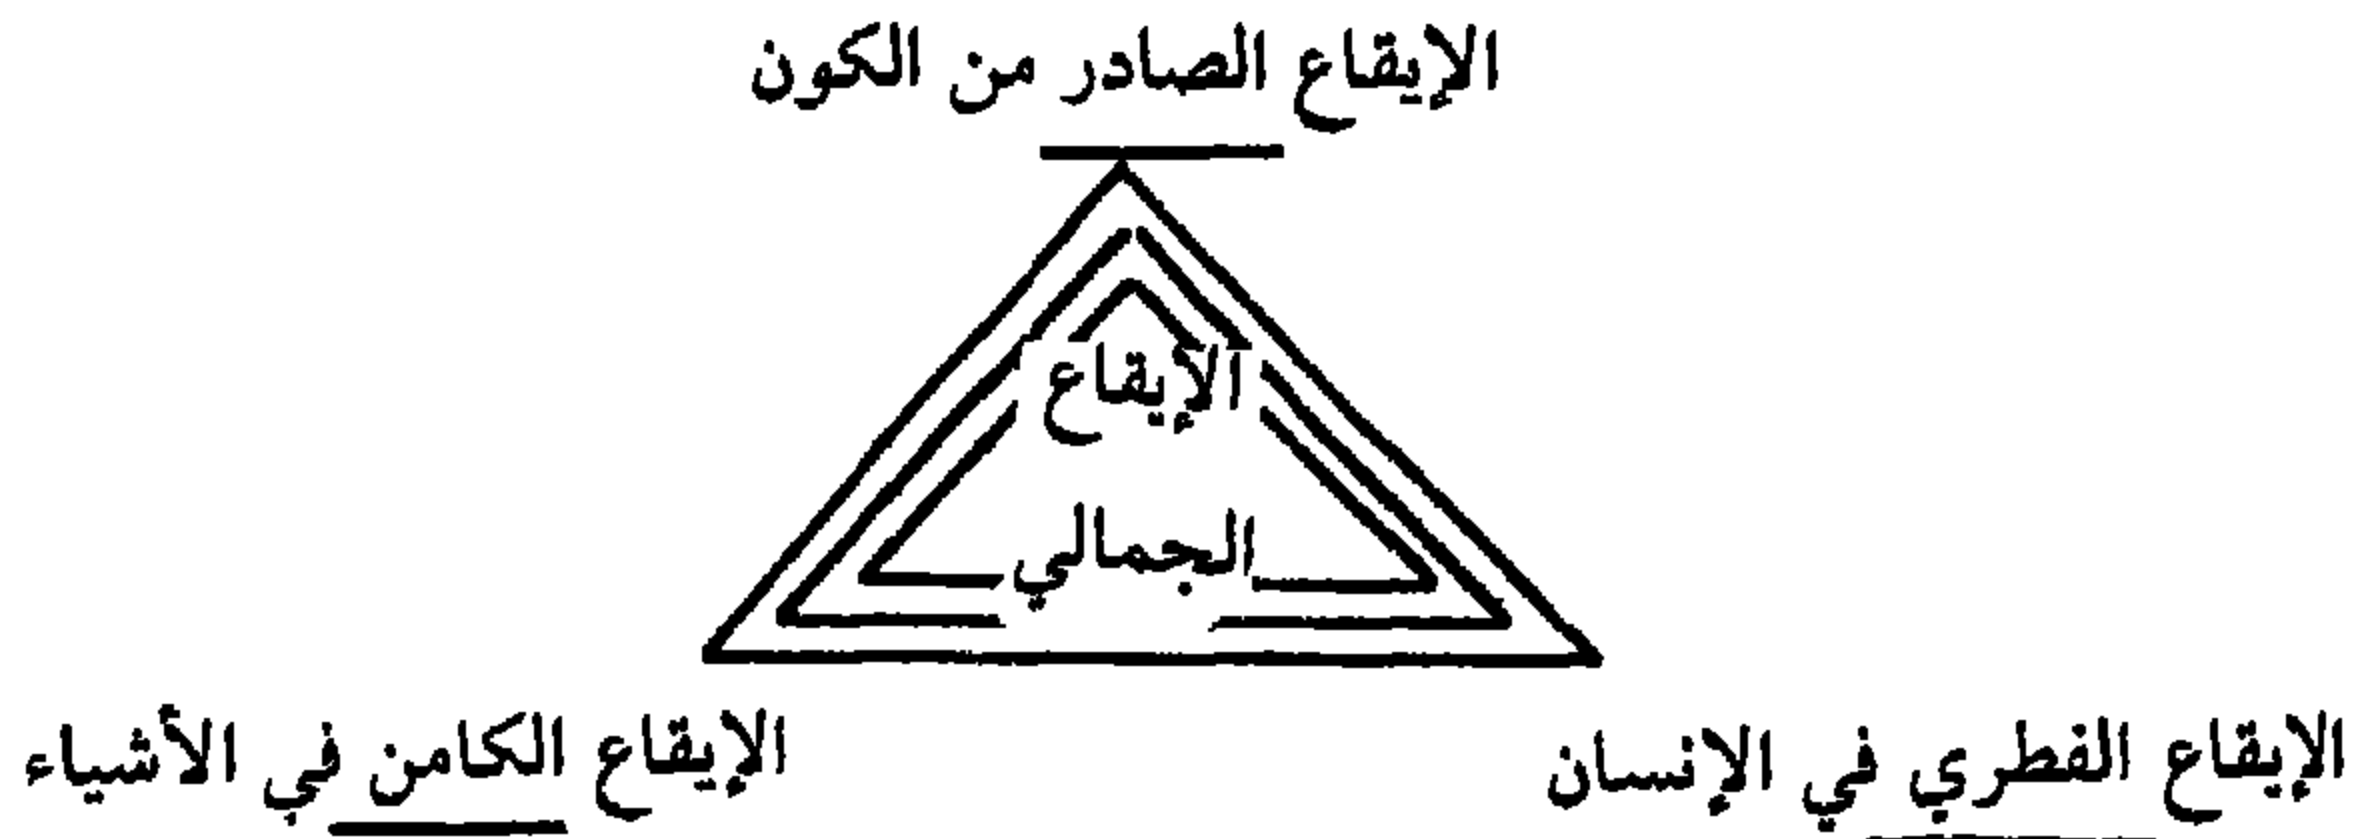 الإيقاع الصادر من الكون
الإيقاع
الجمالي
الإيقاع الفطري في الإنسان
الإيقاع الكامن في الأشياء